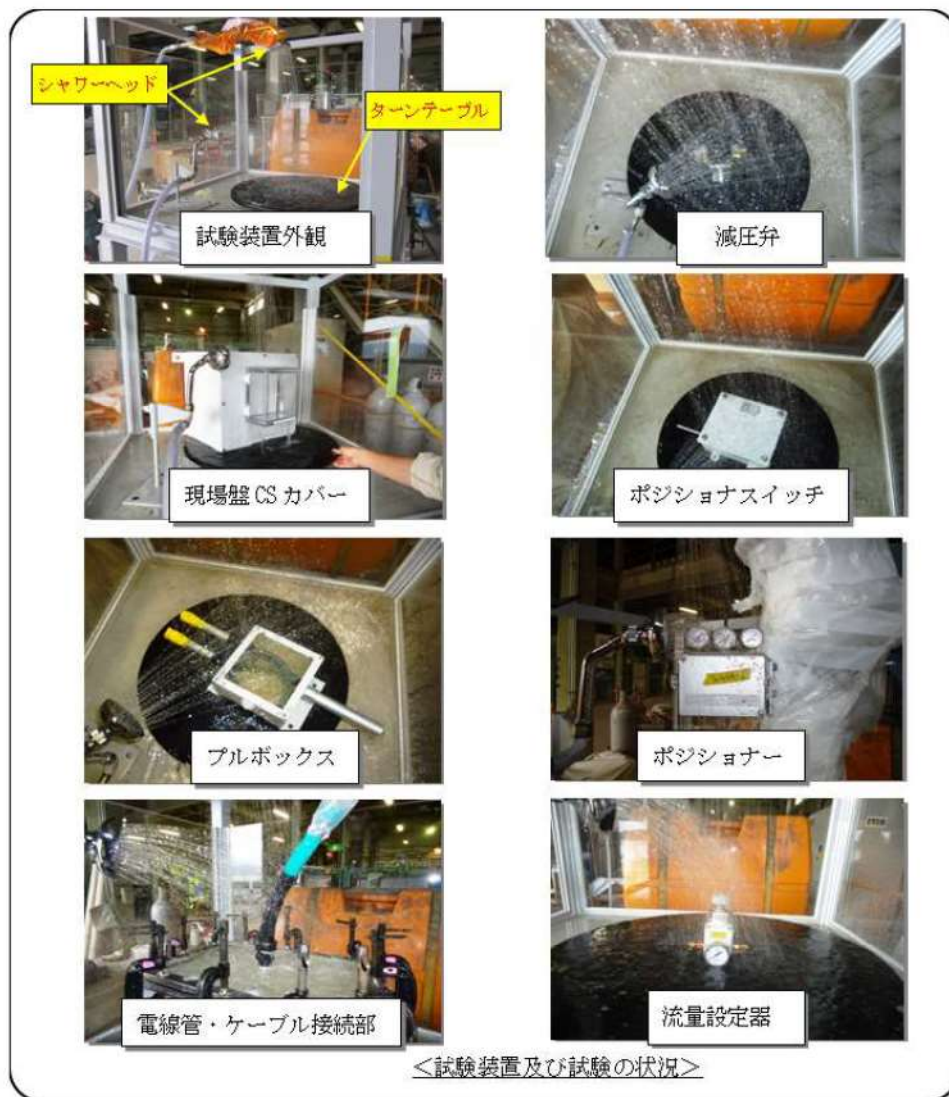 シャワーヘッド
ターンテーブル
試験装置外観
減圧弁
現場盤CSカバー
ポジショナスイッチ
プルボックス
ポジショナー
電線管・ケーブル接続部
流量設定器
<試験装置及び試験の状況>